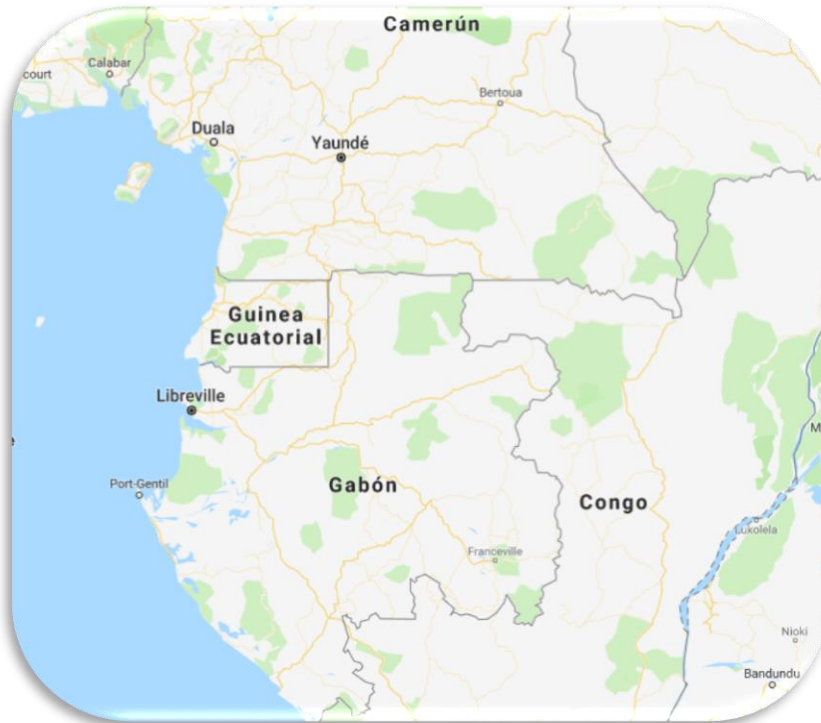 Camerún
Calabar
court
Bertoua
Duala
Yaundé
Guinea
Ecuatorial
Libreville
Port-Gentil
Gabón
Congo
Lukolela
Franceville
Nioki
Bandundu